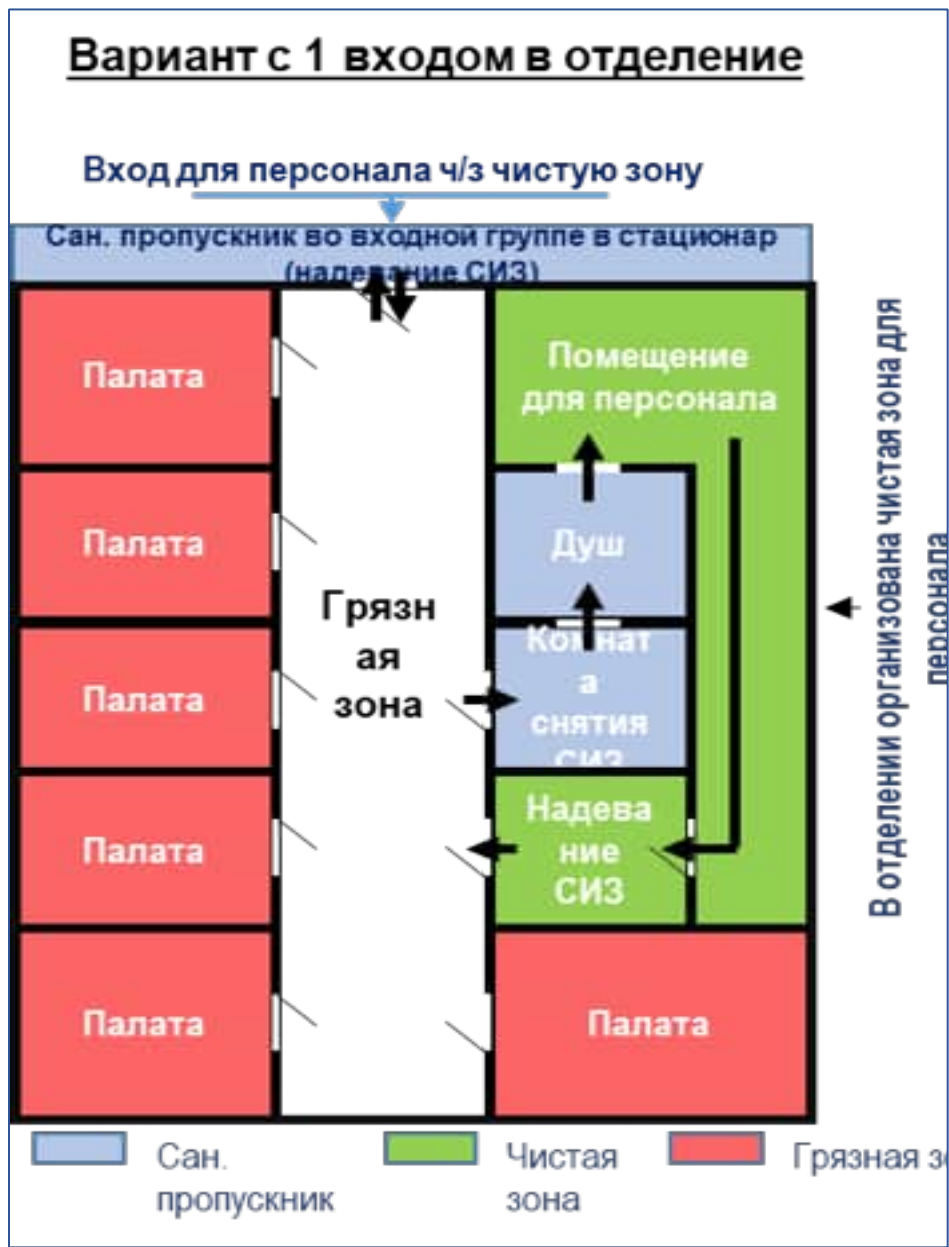 Вариант с 1 входом в отделение
Вход для персонала ч/з чистую зону
Сан. пропускник во входной группе в стационар
(надевание СИЗ)
Палата
Помещение
для персонала
Палата
Душ
Грязн
ая
зона
Палата
Комнат
а
снятия
СИЗ
Палата
Надева
ние
СИЗ
Палата
Палата
В отделении организована чистая зона для
персонала
Сан.
пропускник
Чистая
зона
Грязная